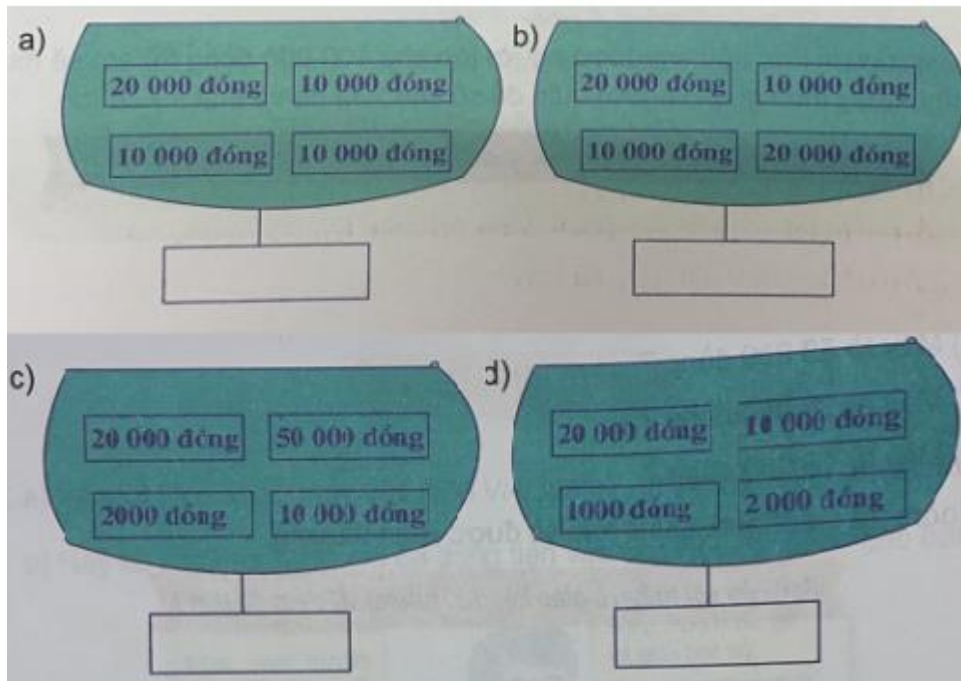 a)
20 000 đồng 10 000 đồng
10 000 đồng 10 000 đồng
b)
20 000 đồng 10 000 đồng
10 000 đồng 20 000 đồng
c)
20 000 đồng 50 000 đồng
2000 đồng 10 000 đồng
d)
20 000 đồng 10 000 đồng
1000 đồng 2 000 đồng